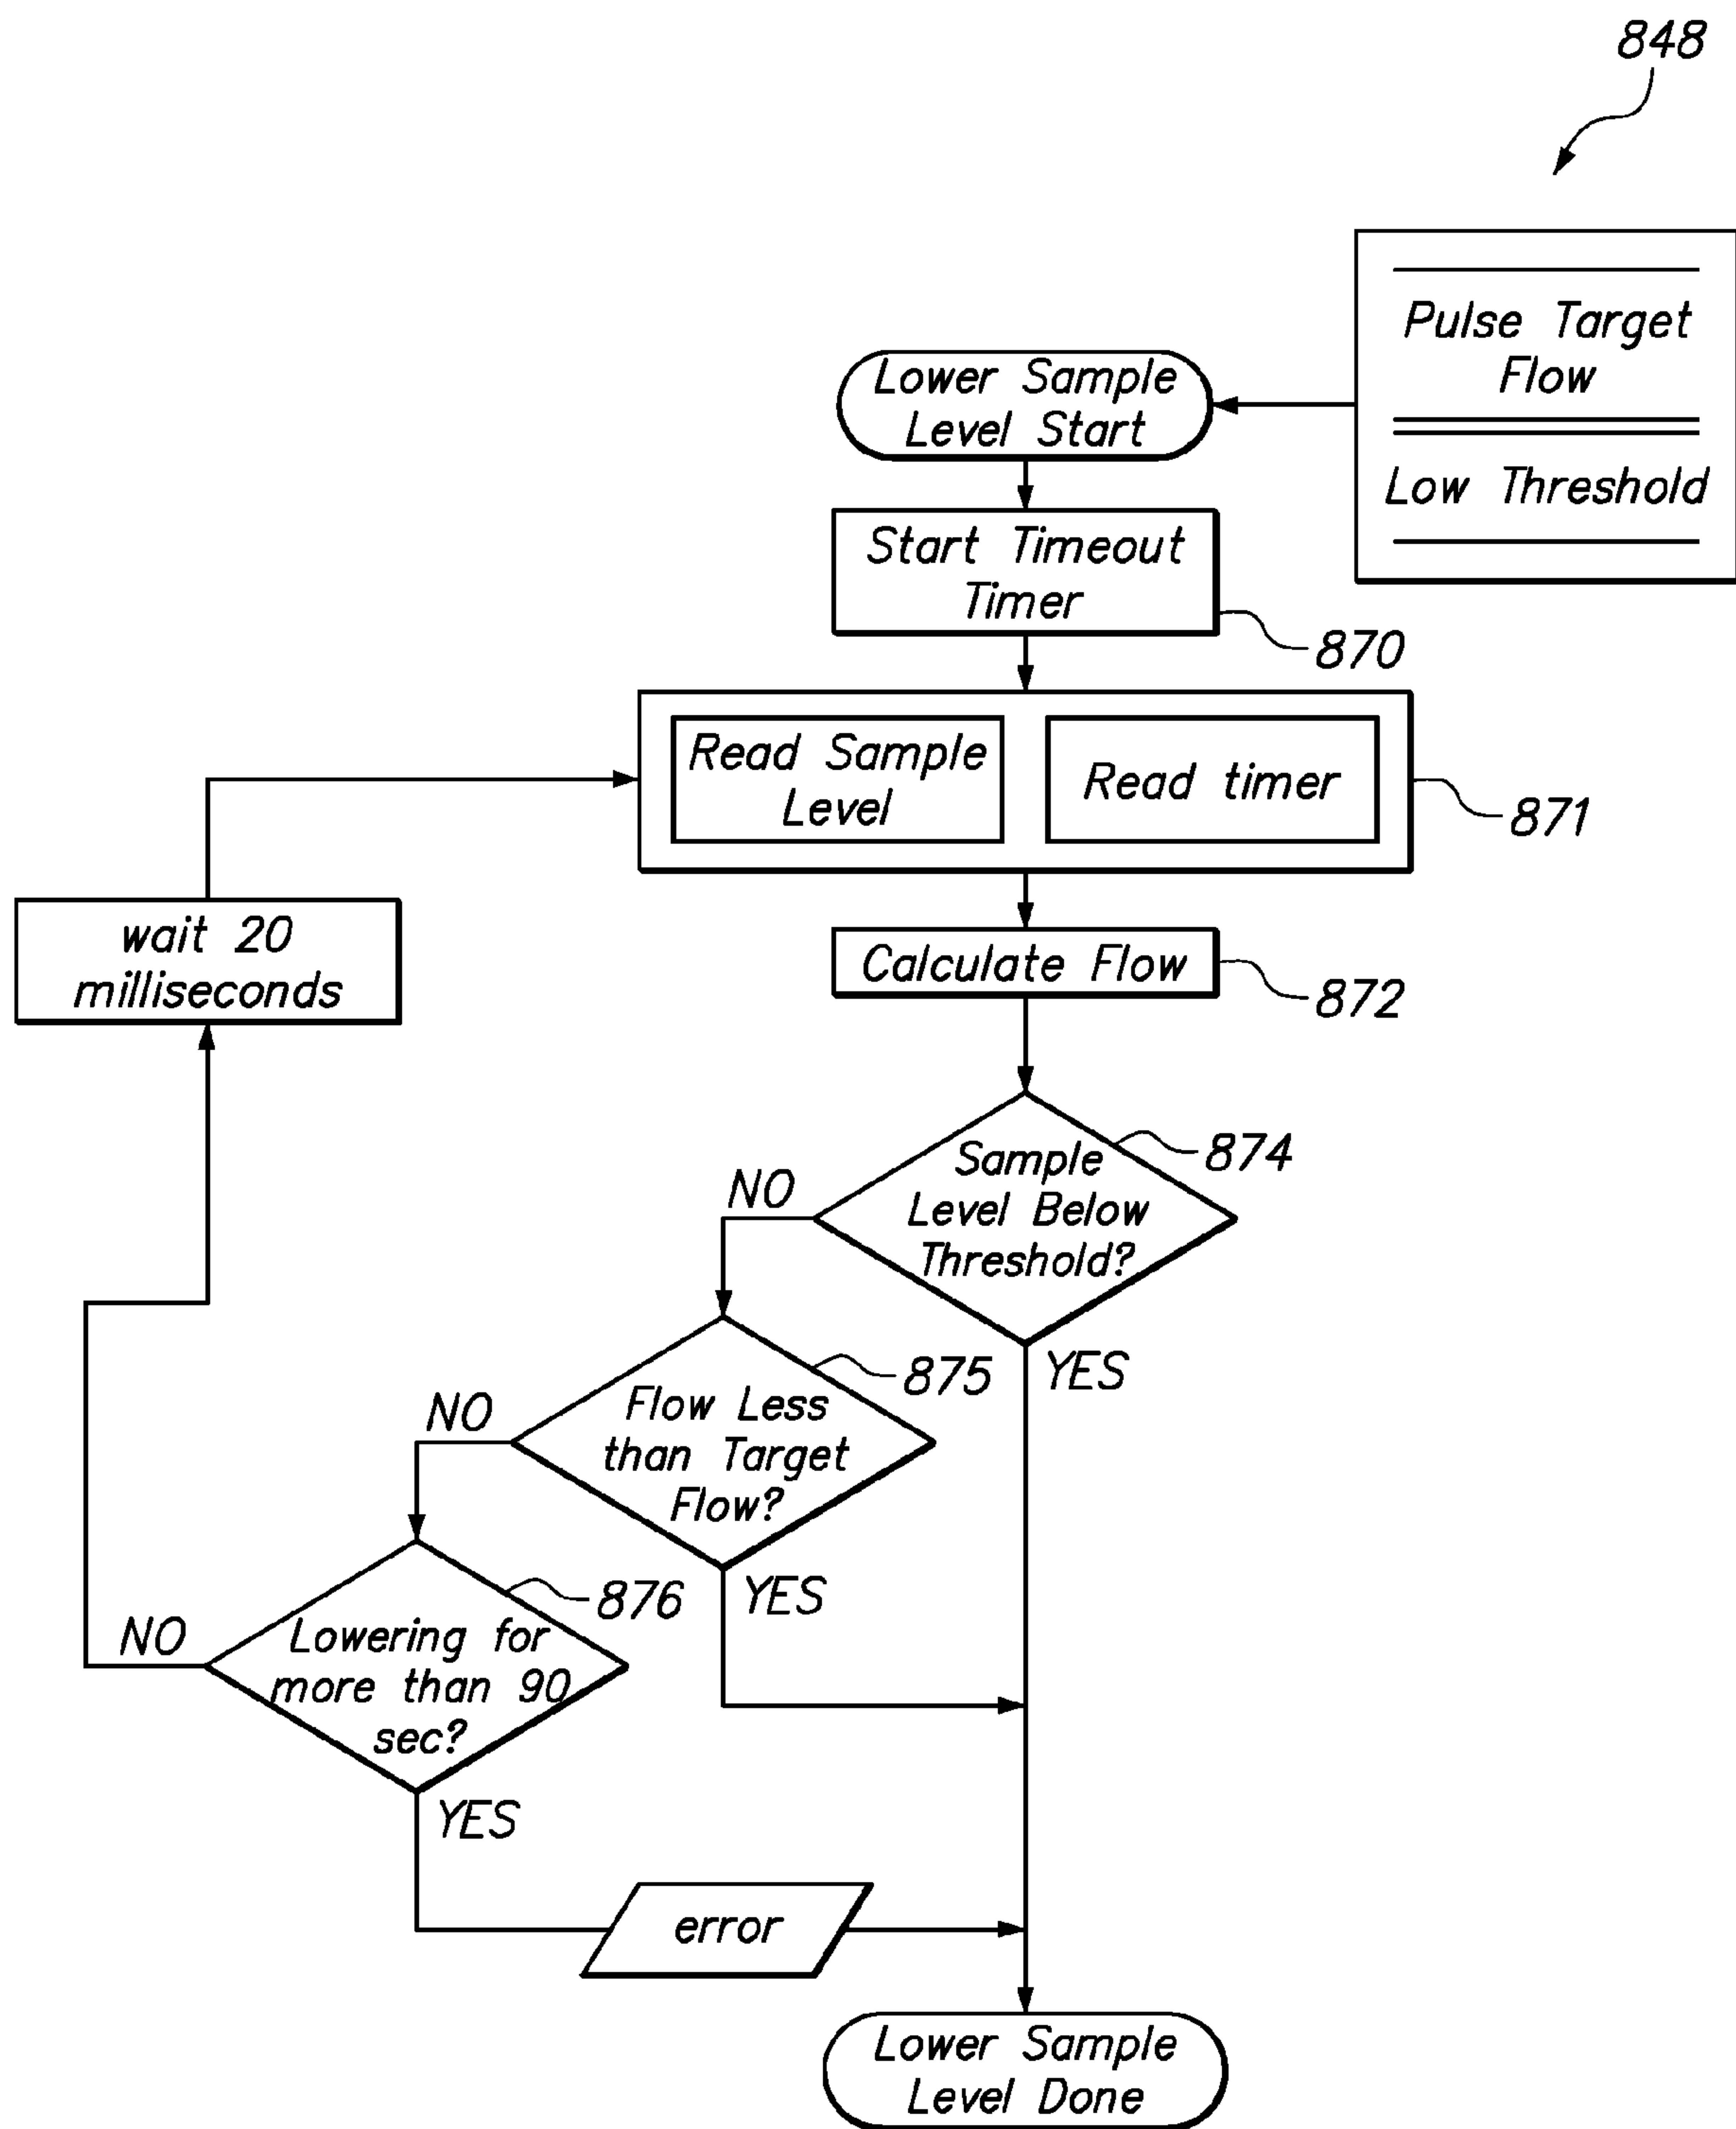 848
Pulse Target
Flow
Low Threshold
Lower Sample
Level Start
Start Timeout
Timer
870
Read Sample
Level
Read timer
871
wait 20
milliseconds
Calculate Flow
872
Sample
Level Below
Threshold?
874
NO
YES
Flow Less
than Target
Flow?
875
NO
YES
Lowering for
more than 90
sec?
876
NO
YES
error
Lower Sample
Level Done